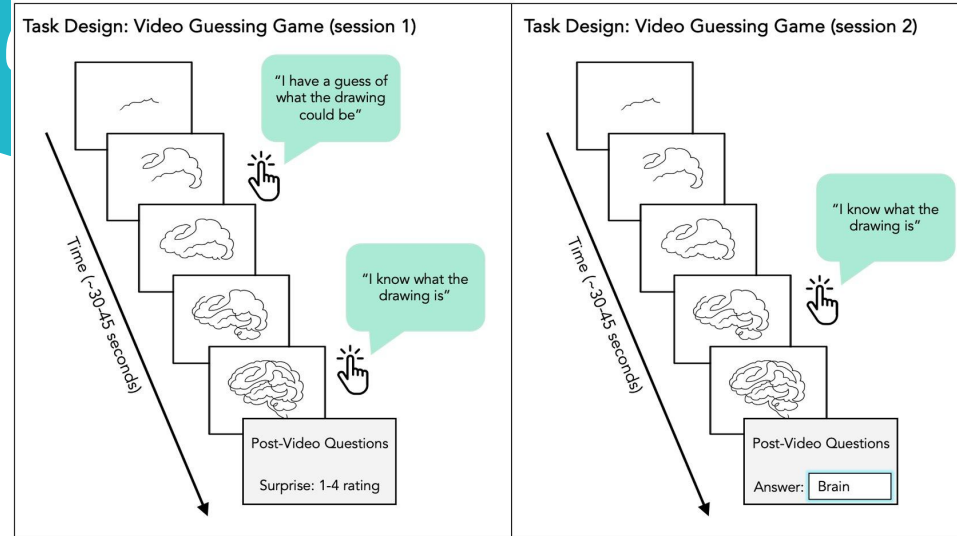 Task Design: Video Guessing Game (session 1)
"I have a guess of
what the drawing
could be"
"I know what the
drawing is"
Time (~30-45 seconds)
Post-Video Questions
Surprise: 1-4 rating
Task Design: Video Guessing Game (session 2)
"I know what the
drawing is"
Time (~30-45 seconds)
Post-Video Questions
Answer: Brain